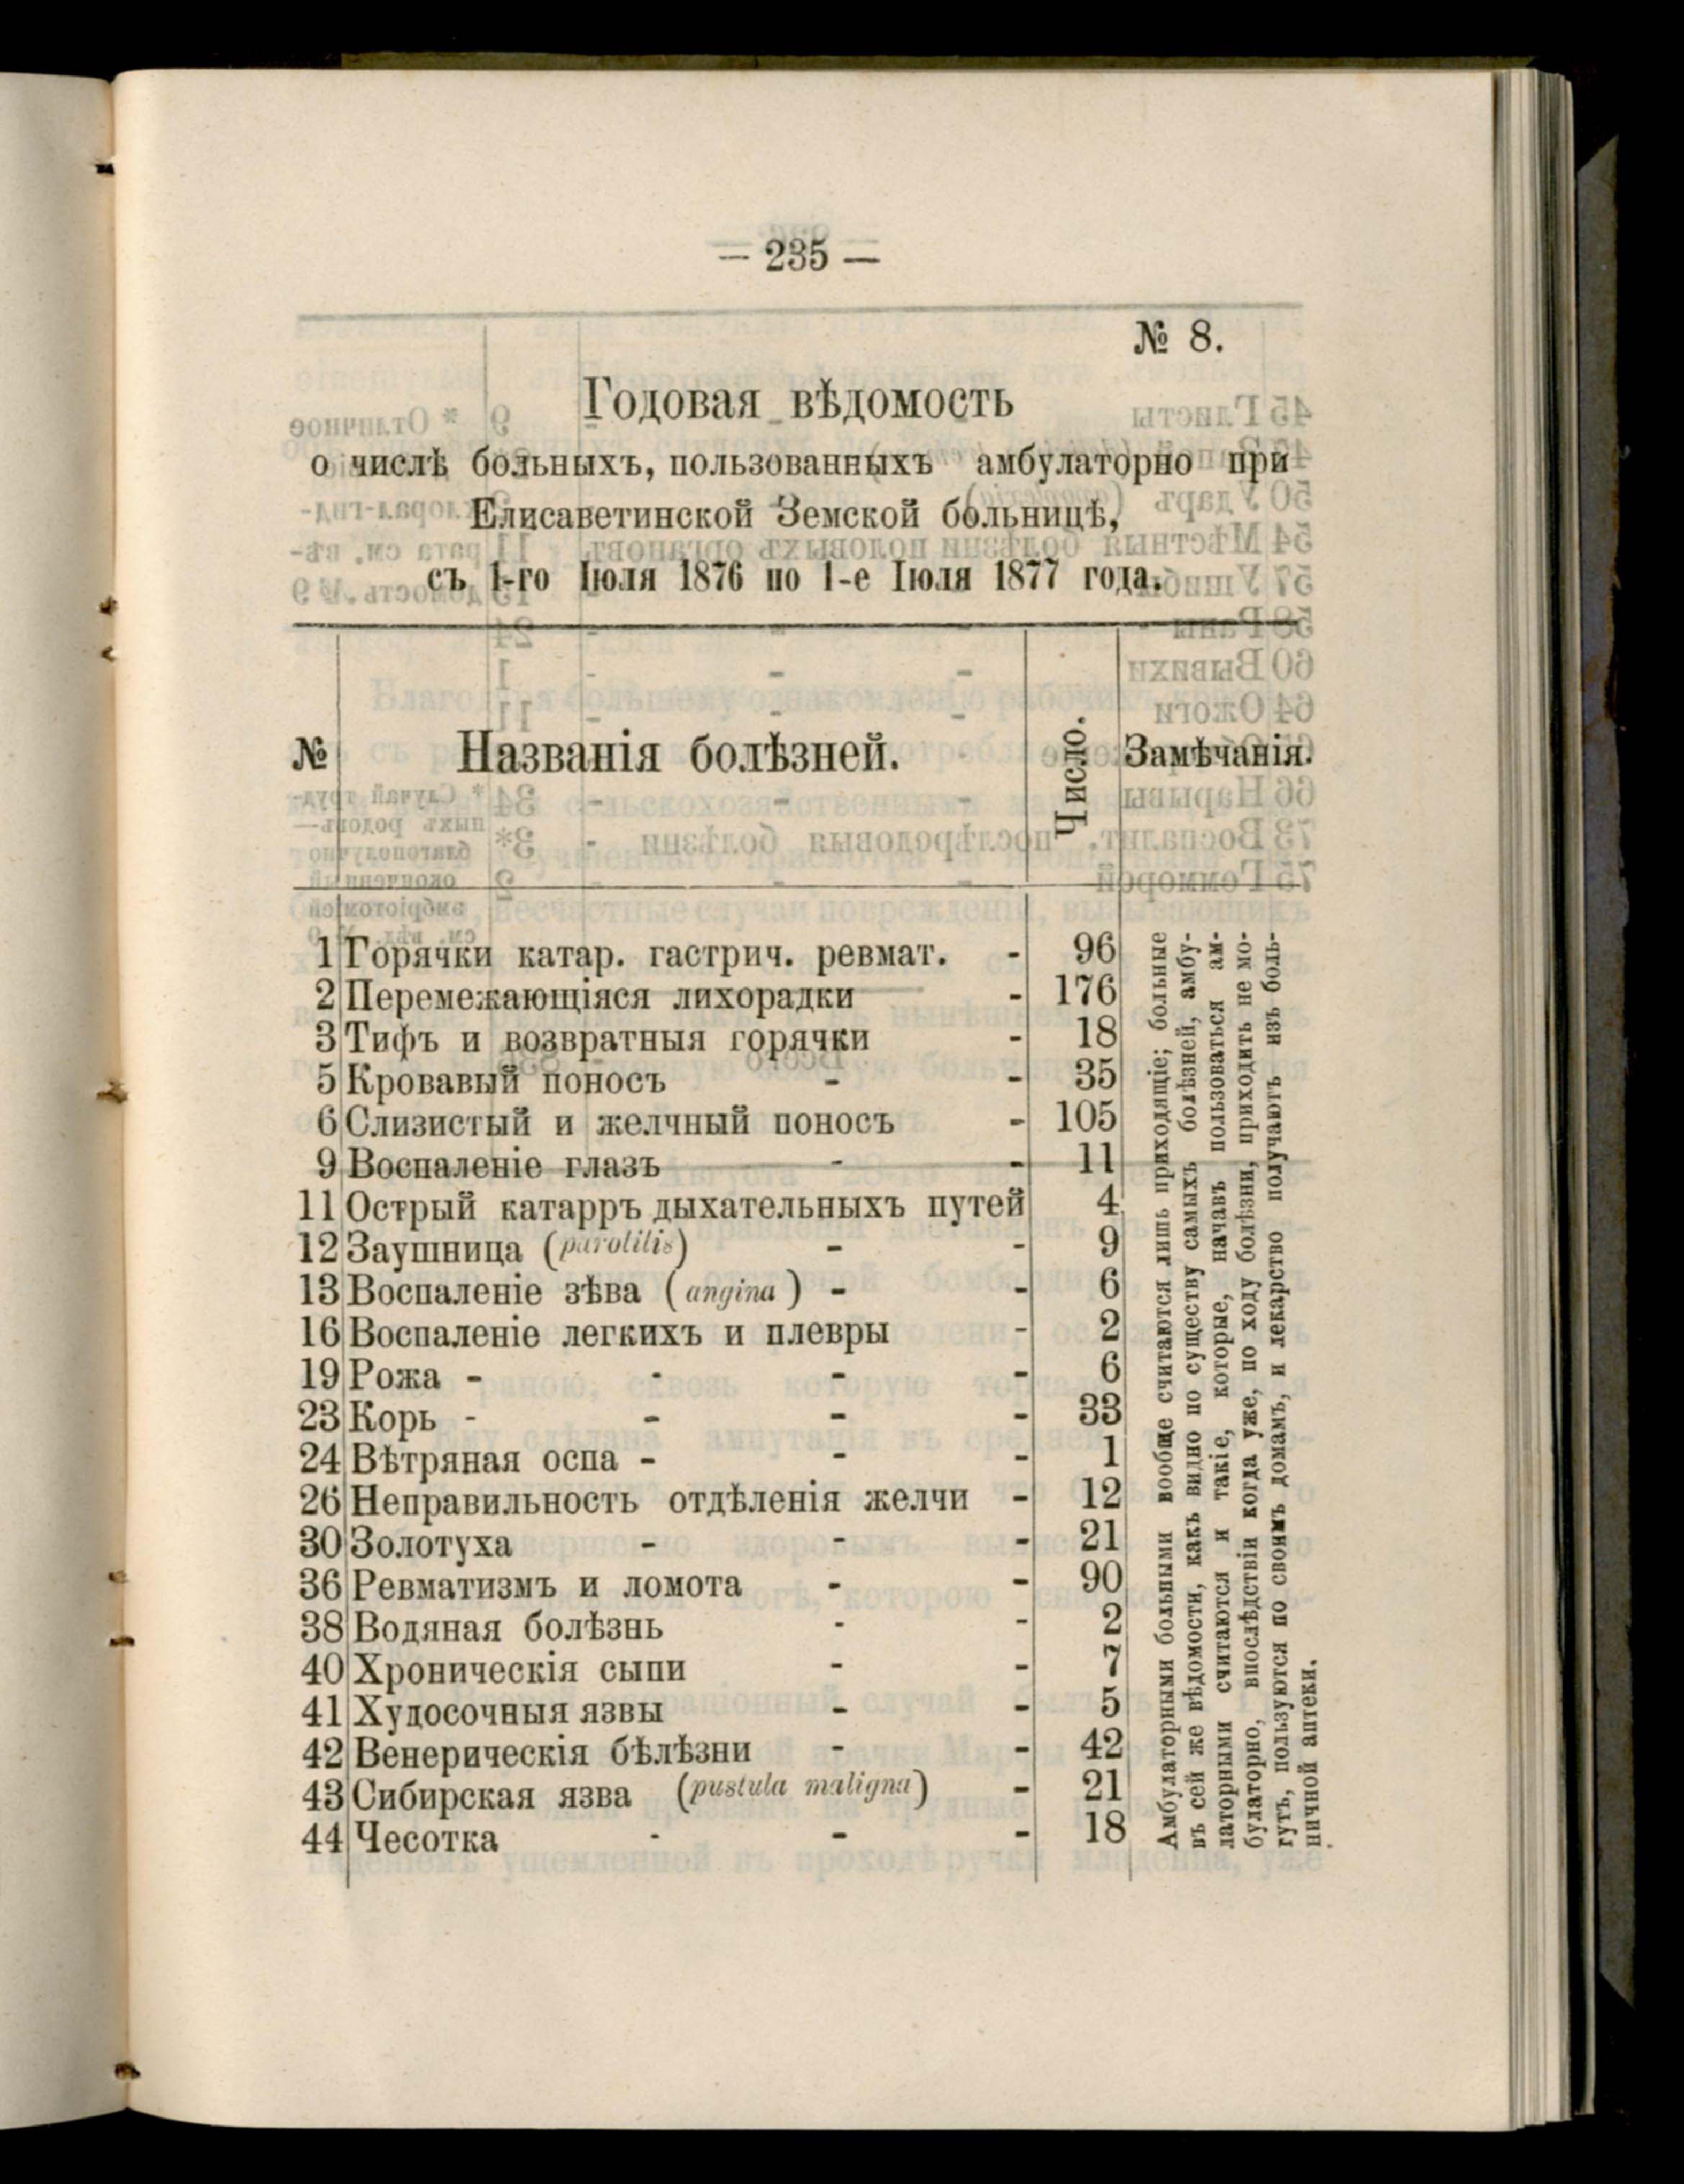 — 235 —
№ 8.
Годовая вѣдомость
о числѣ больныхъ, пользованныхъ амбулаторно при
Елисаветинской Земской больницѣ,
съ 1-го Іюля 1876 по 1-е Іюля 1877 года.
№ Названія болѣзней. Число. Замѣчанія.
1 Горячки катар. гастрич. ревмат. - 96
2 Перемежающіяся лихорадки - 176
3 Тифъ и возвратныя горячки - 18
5 Кровавый поносъ - - 35
6 Слизистый и желчный поносъ - 105
9 Воспаленіе глазъ - - 11
11 Острый катарръ дыхательныхъ путей 4
12 Заушница (parotilis) - - 9
13 Воспаленіе зѣва (angina) - - 6
16 Воспаленіе легкихъ и плевры - 2
19 Рожа - - - - 6
23 Корь - - - - 33
24 Вѣтряная оспа - - - 1
26 Неправильность отдѣленія желчи - 12
30 Золотуха - - - 21
36 Ревматизмъ и ломота - - 90
38 Водяная болѣзнь - - 2
40 Хроническія сыпи - - 7
41 Худосочныя язвы - - 5
42 Венерическія бѣлѣзни - - 42
43 Сибирская язва (pustula maligna) - 21
44 Чесотка - - - 18
Амбулаторными больными вообще считаются лишь приходящіе; больные
въ сей же вѣдомости, какъ видно по существу самыхъ болѣзней, амбу-
латорными считаются и такіе, которые, начавъ пользоваться ам-
булаторно, впослѣдствіи когда уже, по ходу болѣзни, приходить не мо-
гутъ, пользуются по своимъ домамъ, и лекарство получаютъ изъ боль-
ничной аптеки.